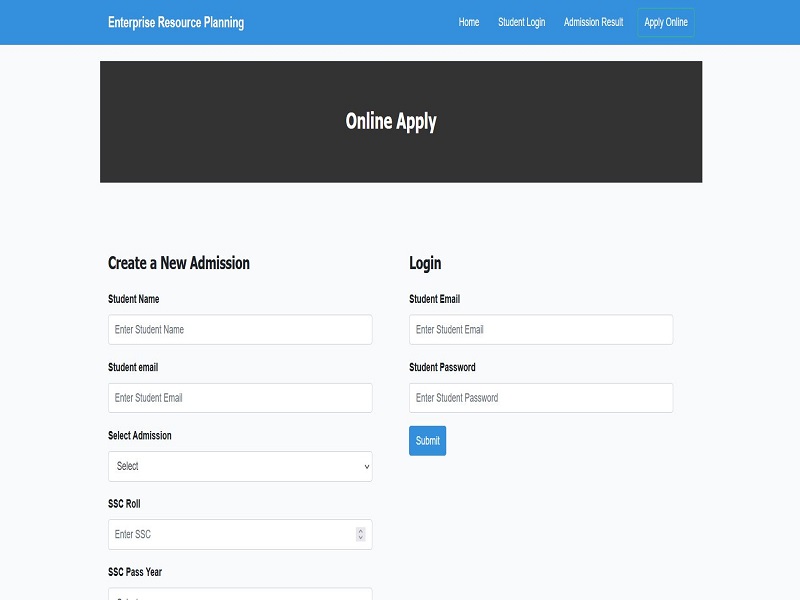 Enterprise Resource Planning
Home Student Login Admission Result Apply Online
Online Apply
Create a New Admission
Student Name
Enter Student Name
Student email
Enter Student Email
Select Admission
Select
SSC Roll
Enter SSC
SSC Pass Year
Login
Student Email
Enter Student Email
Student Password
Enter Student Password
Submit